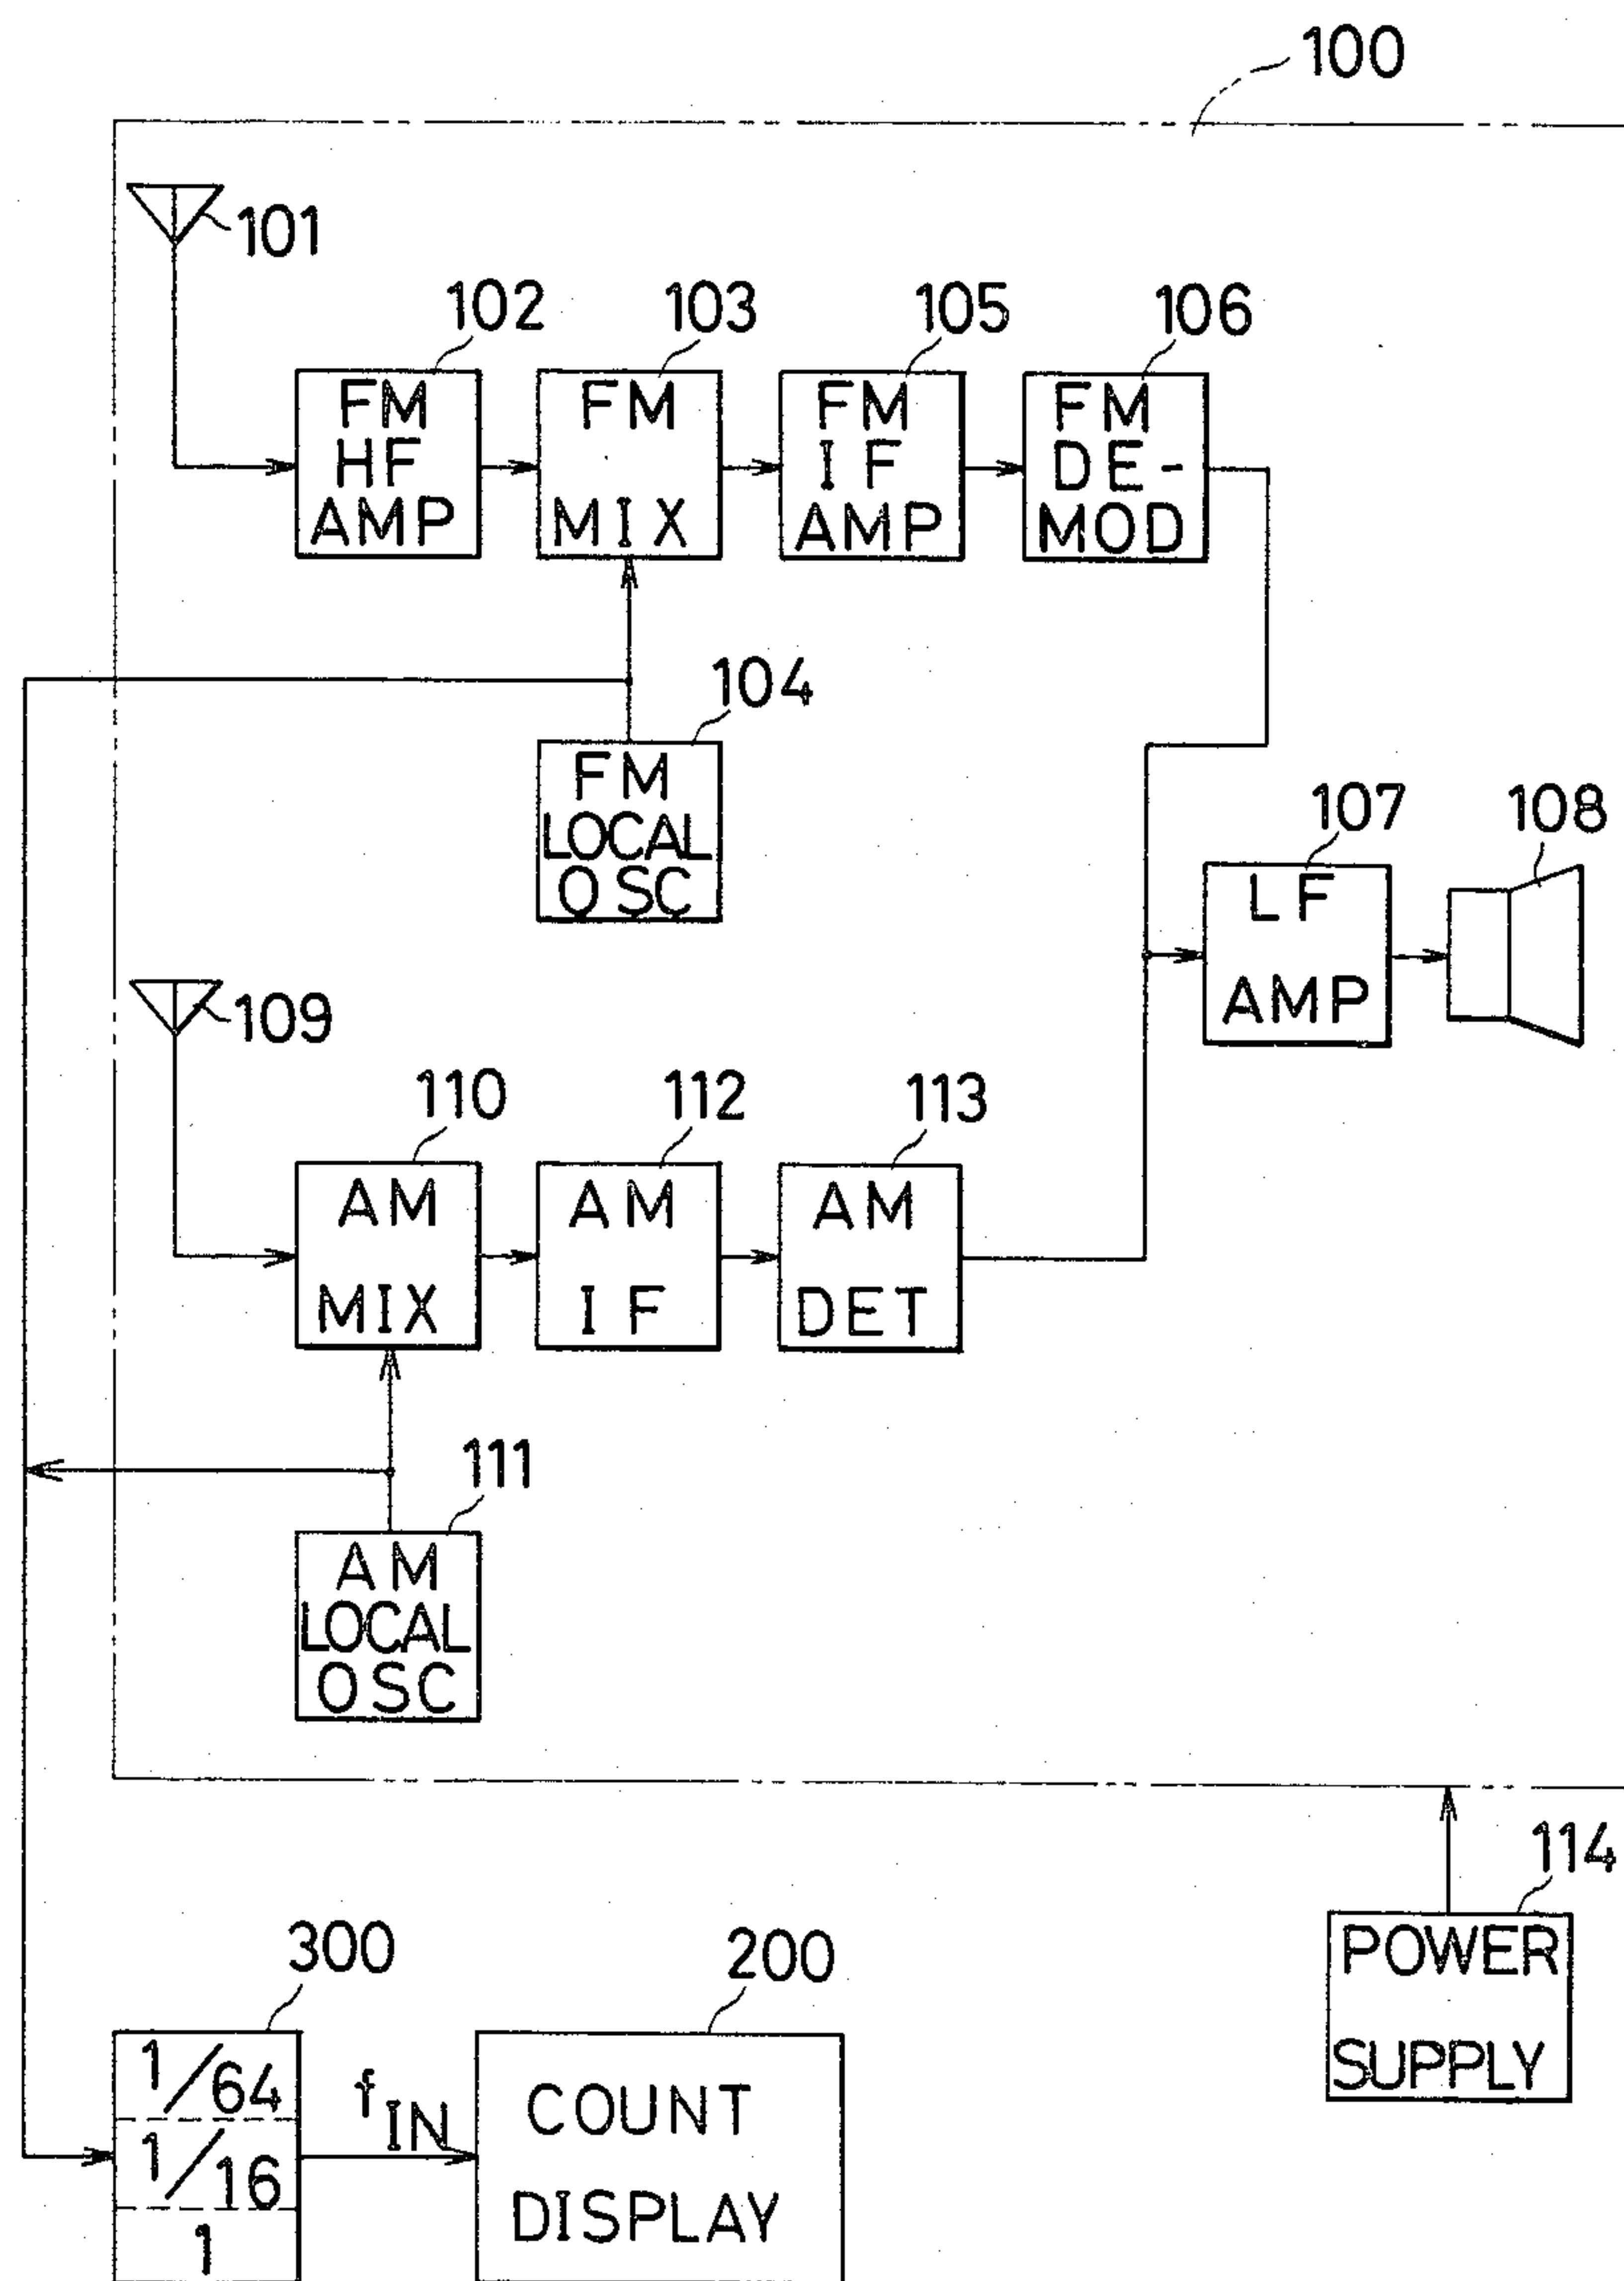 100
101
102
103
105
106
FM
HF
AMP
FM
MIX
FM
IF
AMP
FM
DE-
MOD
104
FM
LOCAL
OSC
107
108
LF
AMP
109
110
112
113
AM
MIX
AM
IF
AM
DET
111
AM
LOCAL
OSC
114
POWER
SUPPLY
300
200
1/64
1/16
1
fIN
COUNT
DISPLAY